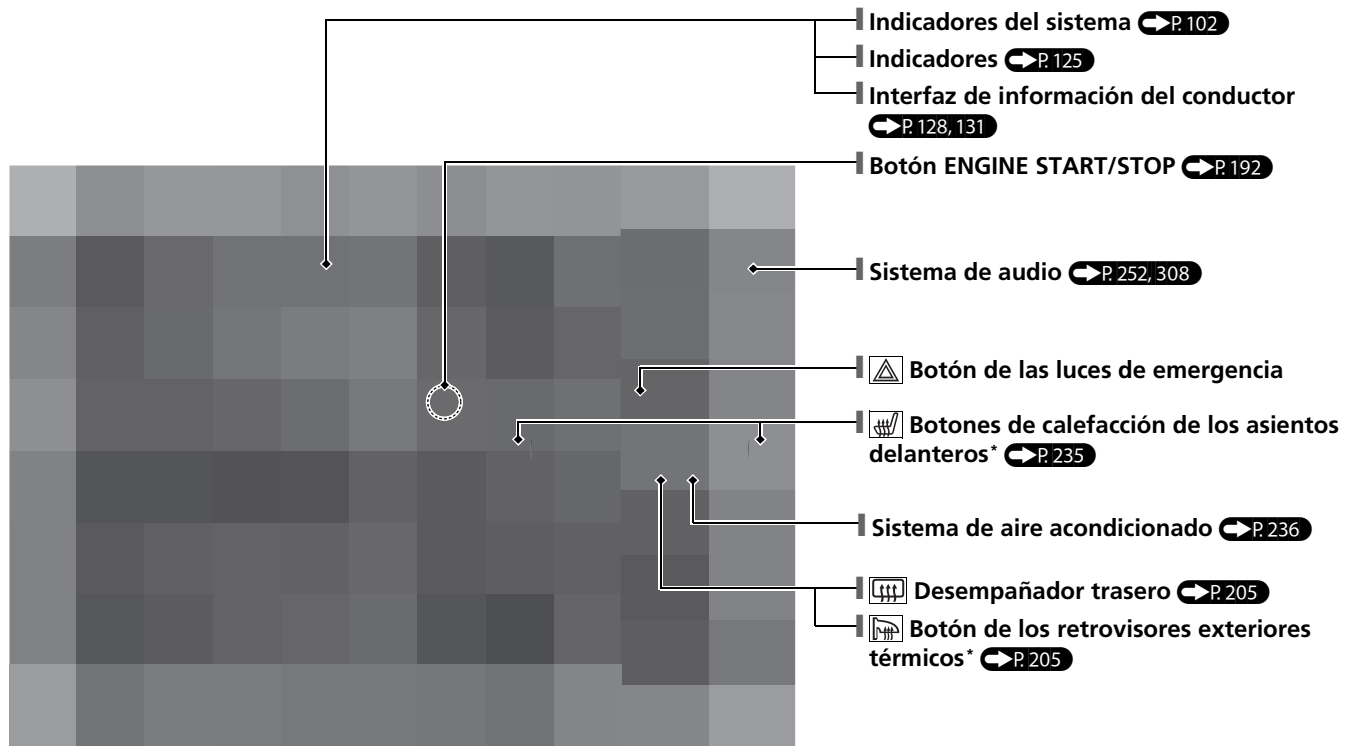 Indicadores del sistema P. 102
Indicadores P. 125
Interfaz de información del conductor
P. 128, 131
Botón ENGINE START/STOP P. 192
Sistema de audio P. 252, 308
Botón de las luces de emergencia
Botones de calefacción de los asientos
delanteros* P. 235
Sistema de aire acondicionado P. 236
Desempañador trasero P. 205
Botón de los retrovisores exteriores
térmicos* P. 205